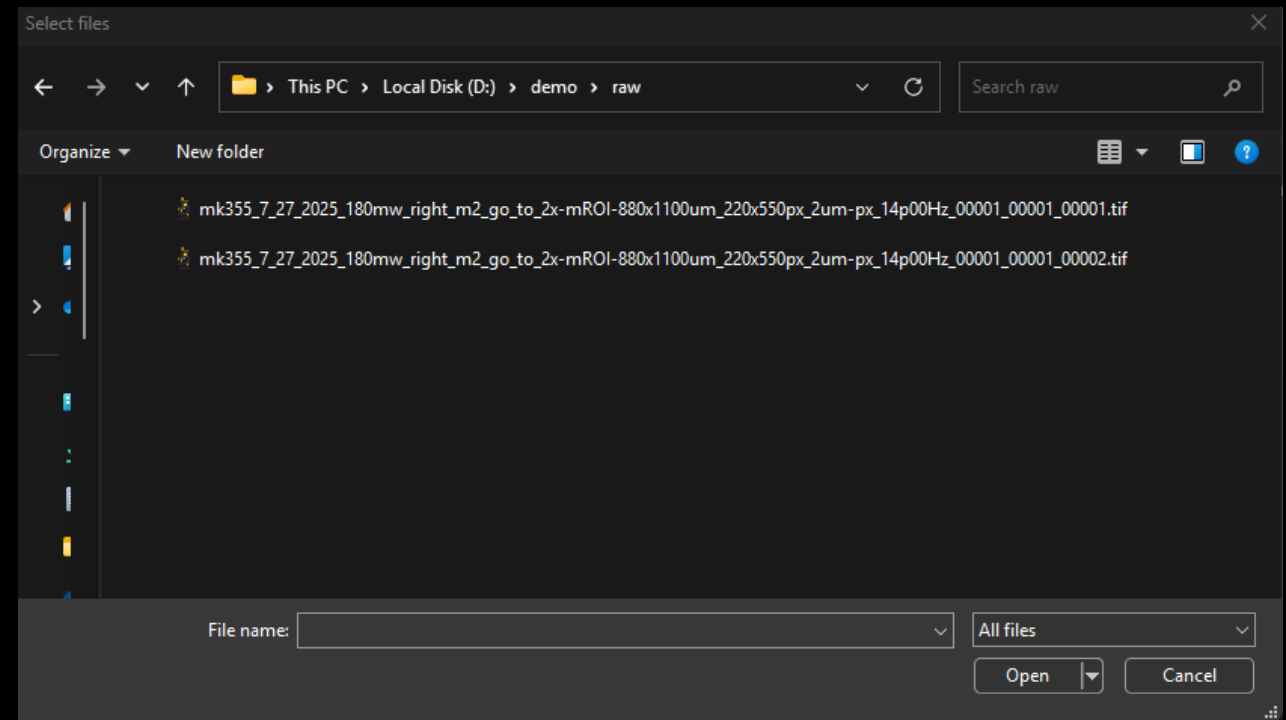 Select files
This PC > Local Disk (D:) > demo > raw
Search raw
Organize
New folder
mk355_7_27_2025_180mw_right_m2_go_to_2x-mROI-880x1100um_220x550px_2um-px_14p00Hz_00001_00001_00001.tif
mk355_7_27_2025_180mw_right_m2_go_to_2x-mROI-880x1100um_220x550px_2um-px_14p00Hz_00001_00001_00002.tif
File name:
All files
Open
Cancel